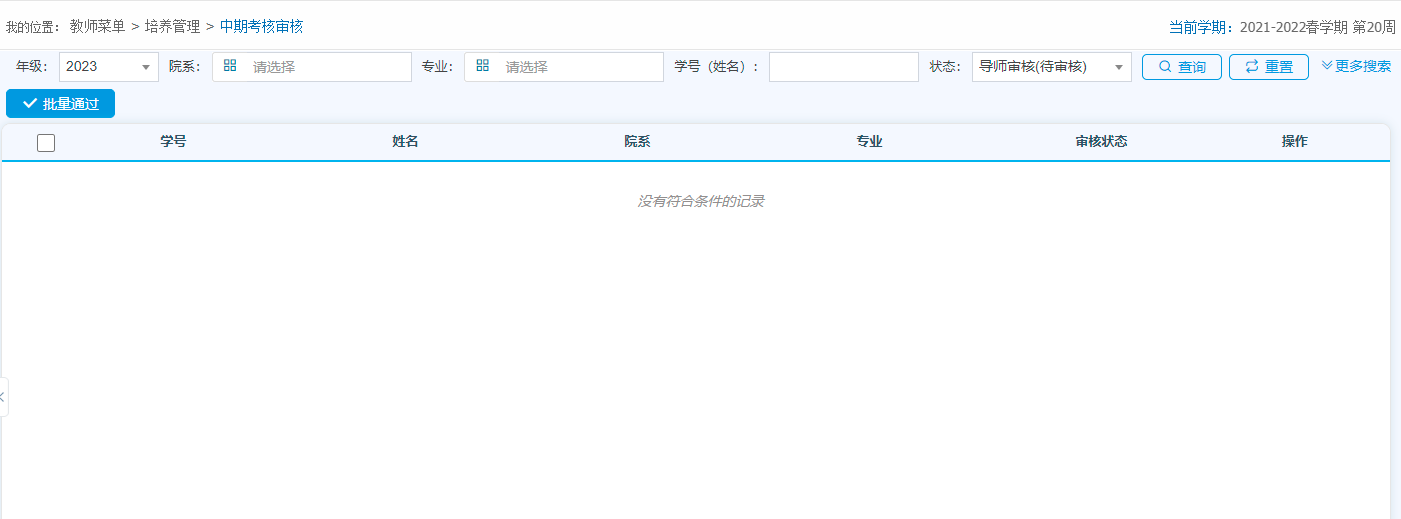 我的位置： 教师菜单 > 培养管理 > 中期考核审核 当前学期：2021-2022春学期 第20周
年级： 2023 院系： 请选择 专业： 请选择 学号（姓名）： 状态： 导师审核(待审核) 查询 重置 更多搜索
批量通过
学号 姓名 院系 专业 审核状态 操作
没有符合条件的记录